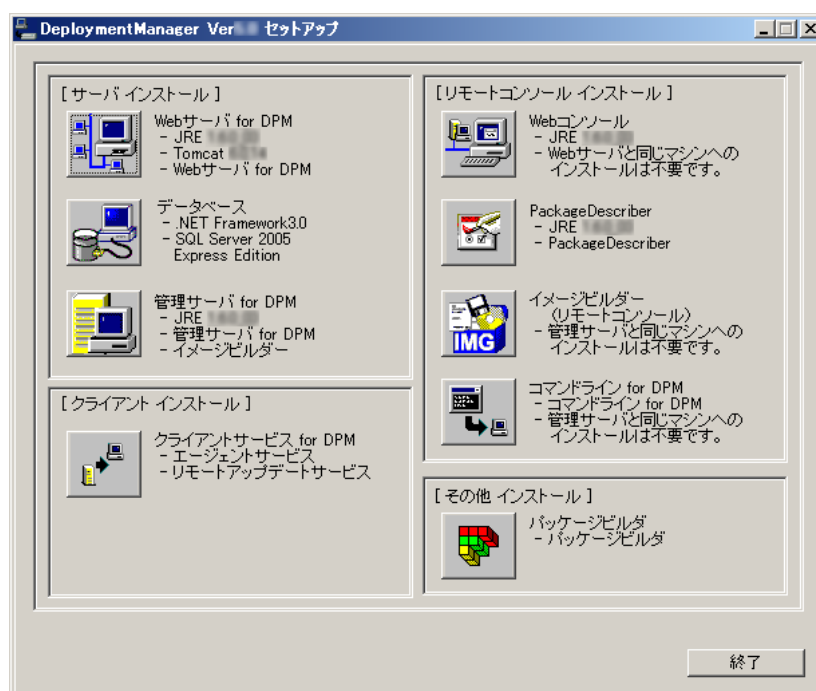 DeploymentManager Ver セットアップ
[サーバ インストール]
Webサーバ for DPM
- JRE
- Tomcat
- Webサーバ for DPM
データベース
- .NET Framework3.0
- SQL Server 2005
Express Edition
管理サーバ for DPM
- JRE
- 管理サーバ for DPM
- イメージビルダー
[クライアント インストール]
クライアントサービス for DPM
- エージェントサービス
- リモートアップデートサービス
[リモートコンソール インストール]
Webコンソール
- JRE
- Webサーバと同じマシンへの
インストールは不要です。
PackageDescriber
- JRE
- PackageDescriber
イメージビルダー
(リモートコンソール)
- 管理サーバと同じマシンへの
インストールは不要です。
IMG
コマンドライン for DPM
- コマンドライン for DPM
- 管理サーバと同じマシンへの
インストールは不要です。
[その他 インストール]
パッケージビルダ
- パッケージビルダ
終了